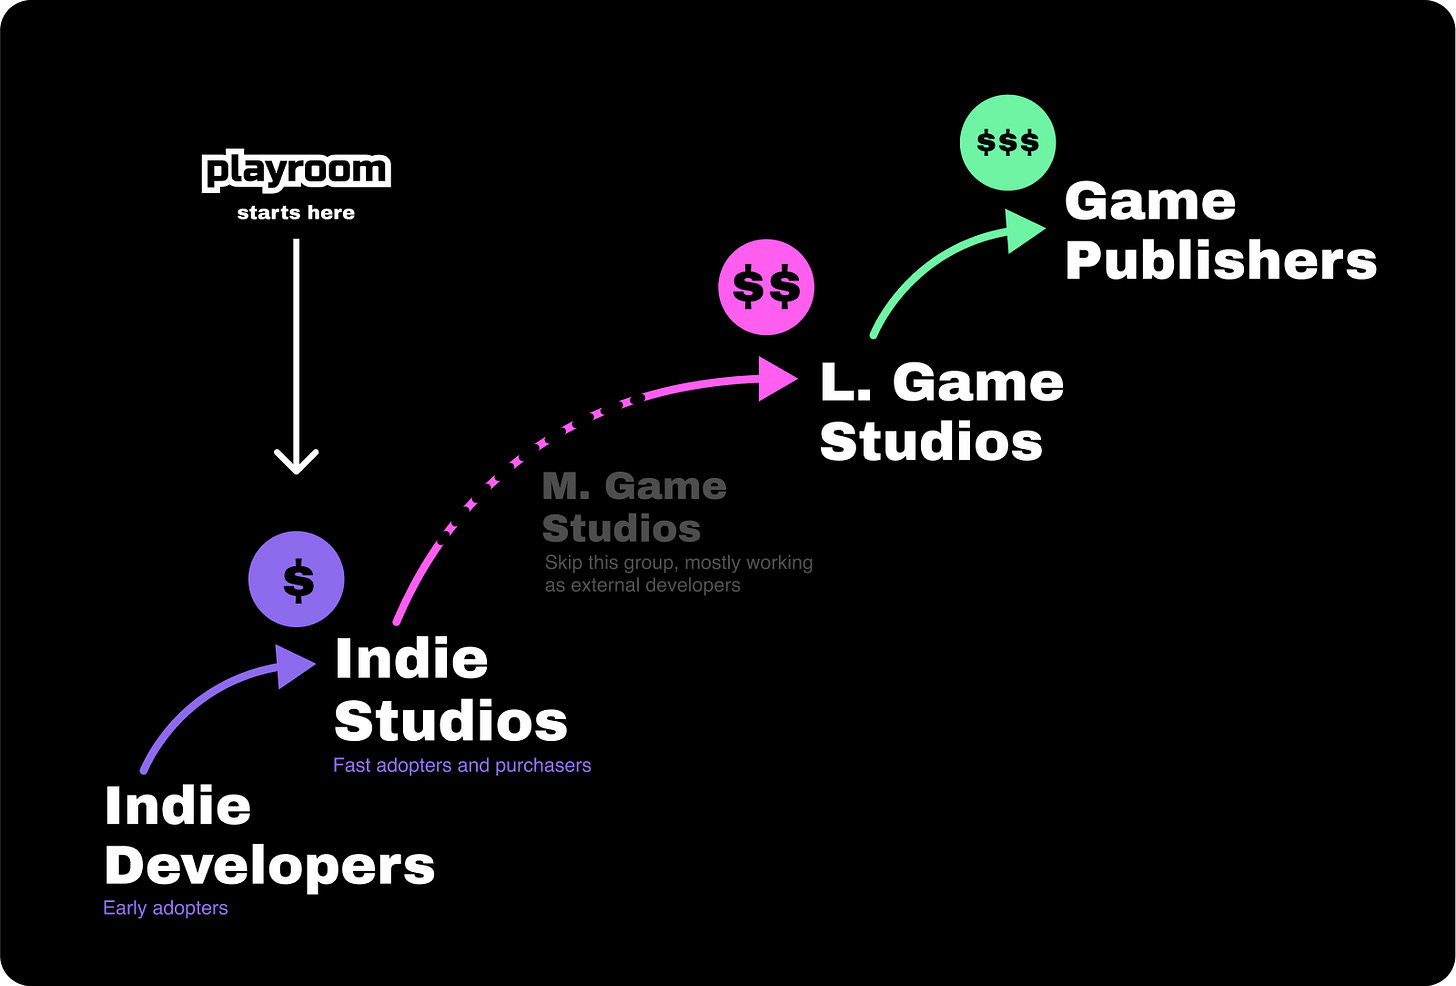 playroom
starts here
$$$
Game
Publishers
$$
L. Game
Studios
M. Game
Studios
Skip this group, mostly working
as external developers
$
Indie
Studios
Fast adopters and purchasers
Indie
Developers
Early adopters